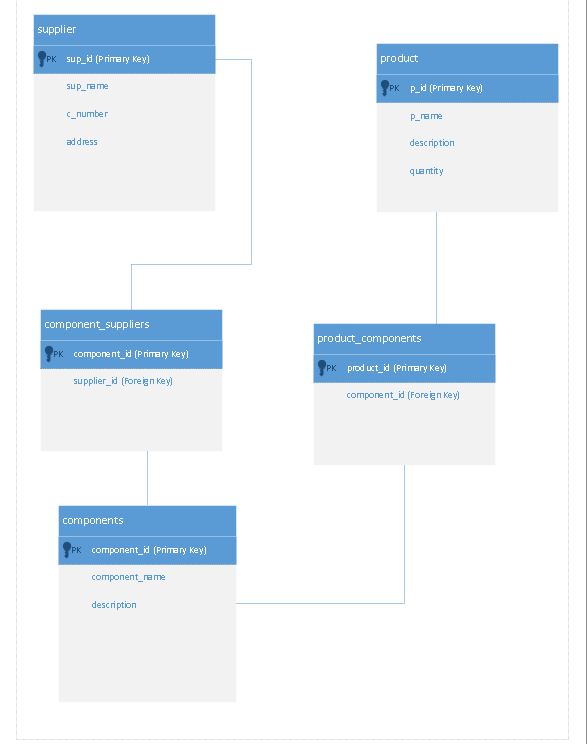 supplier
PK sup_id (Primary Key)
sup_name
c_number
address
product
PK p_id (Primary Key)
p_name
description
quantity
component_suppliers
PK component_id (Primary Key)
supplier_id (Foreign Key)
product_components
PK product_id (Primary Key)
component_id (Foreign Key)
components
PK component_id (Primary Key)
component_name
description